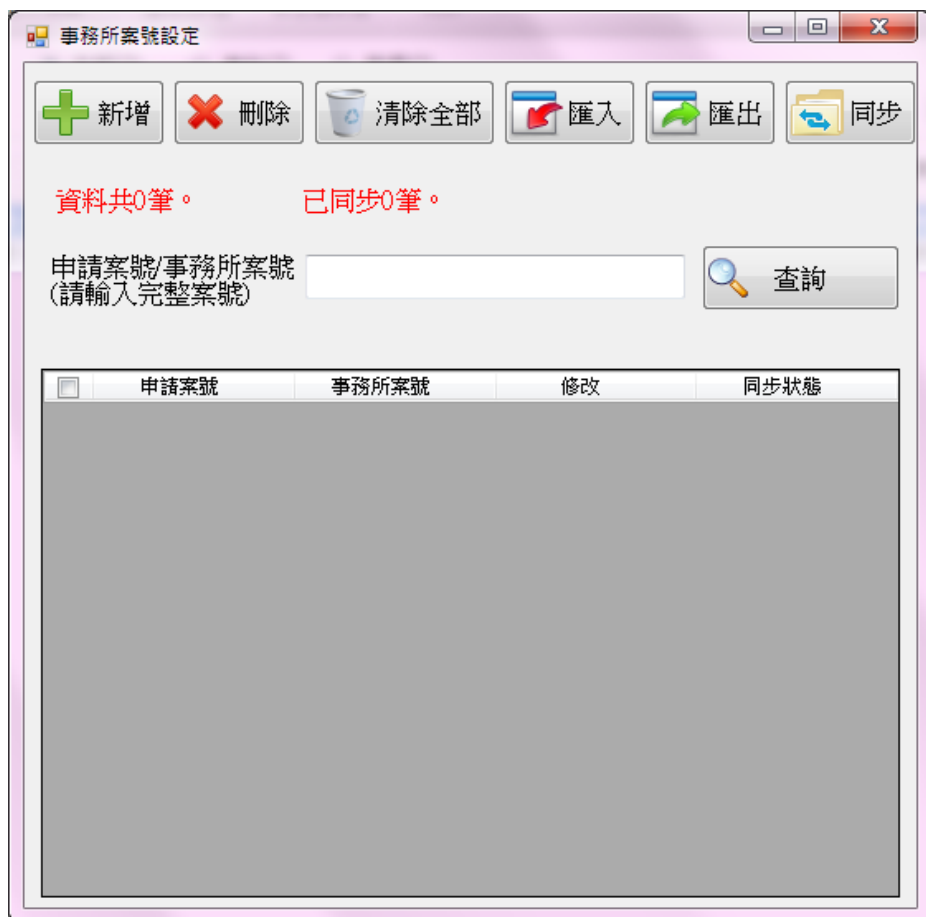 事務所案號設定
新增 刪除 清除全部 匯入 匯出 同步
資料共0筆。 已同步0筆。
申請案號/事務所案號
(請輸入完整案號)
查詢
申請案號 事務所案號 修改 同步狀態